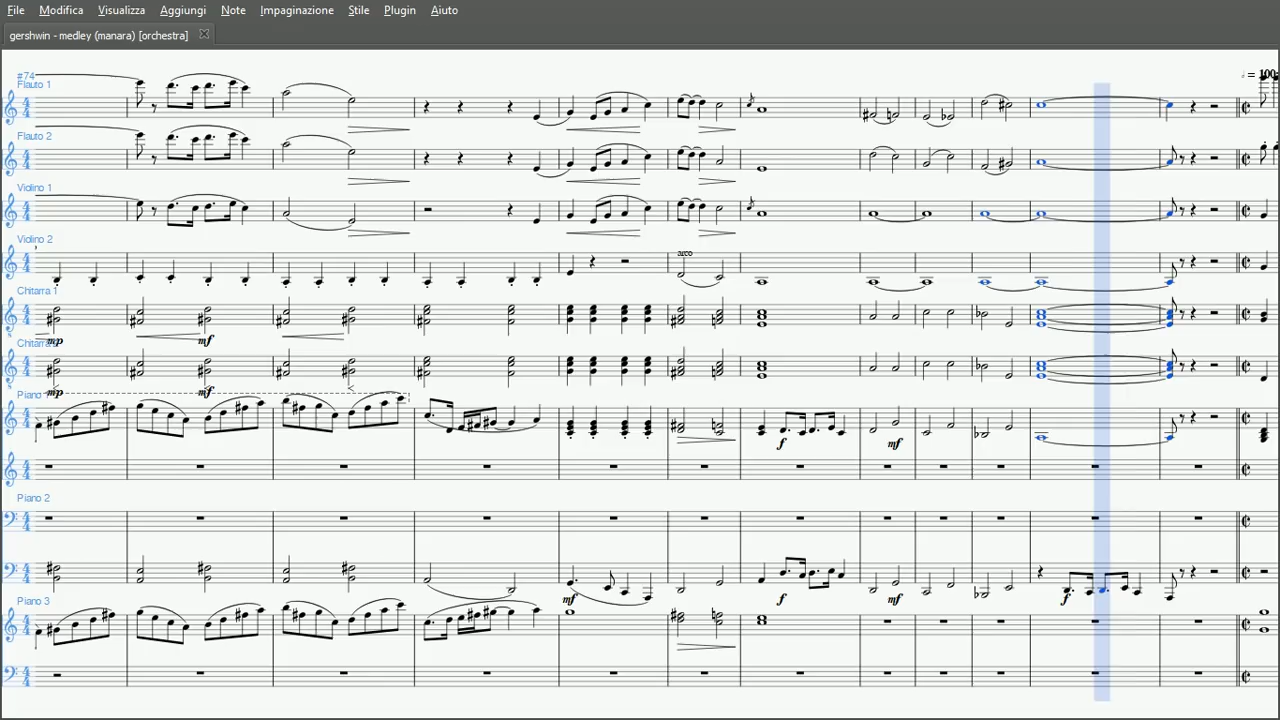 File Modifica Visualizza Aggiungi Note Impaginazione Stile Plugin Aiuto
gershwin - medley (manara) [orchestra]
#74
= 100
Flauto 1
Flauto 2
Violino 1
Violino 2
arco
Chitarra 1
mp mf
mp mf
Piano
f mf
Piano 2
mf f mf f
Piano 3